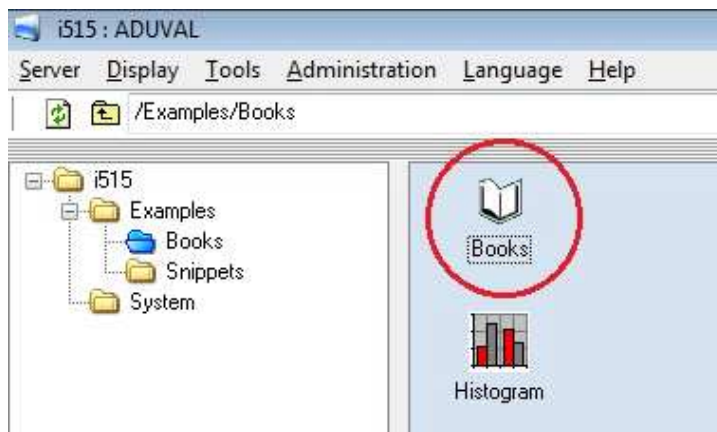 i515 : ADUVAL
Server Display Tools Administration Language Help
/Examples/Books
i515
Examples
Books
Snippets
System
Books
Histogram